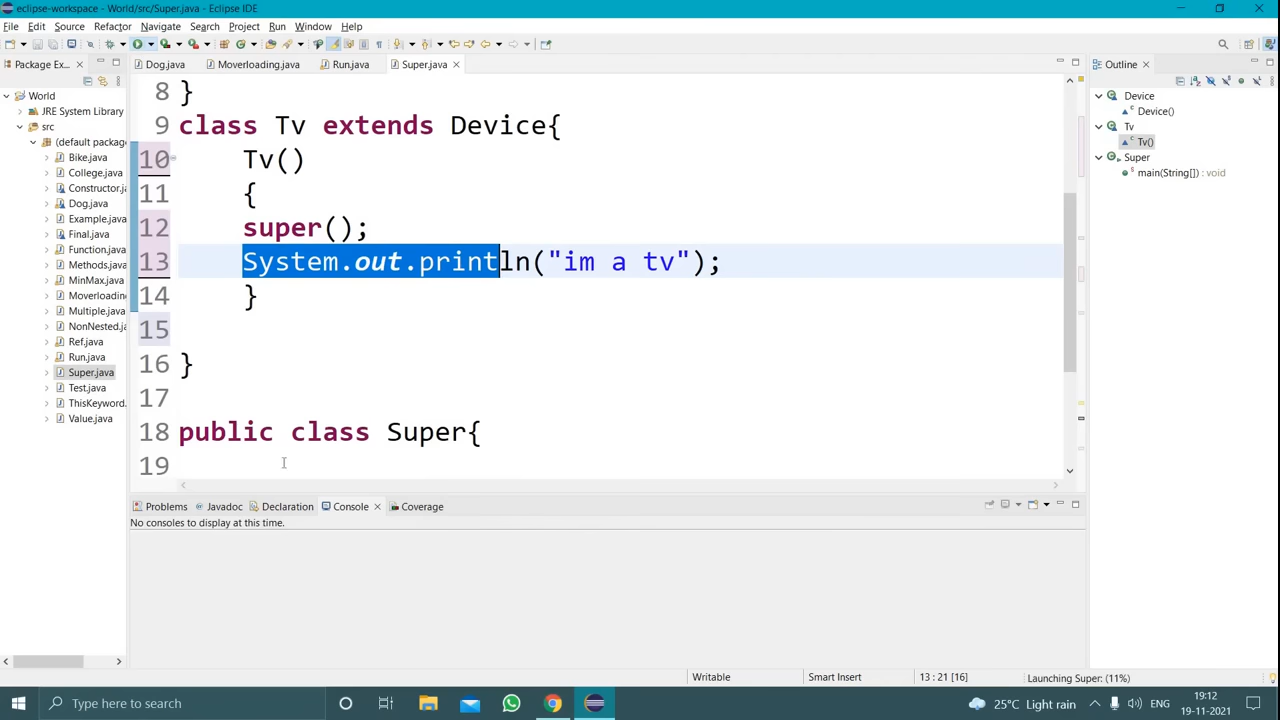 eclipse-workspace - World/src/Super.java - Eclipse IDE
File Edit Source Refactor Navigate Search Project Run Window Help
Package Ex...
Dog.java Moverloading.java Run.java Super.java
Outline
World
JRE System Library
src
(default package
Bike.java
College.java
Constructor.ja
Dog.java
Example.java
Final.java
Function.java
Methods.java
MinMax.java
Moverloading
Multiple.java
NonNested.ja
Ref.java
Run.java
Super.java
Test.java
ThisKeyword.
Value.java
8 }
9 class Tv extends Device{
10 Tv()
11 {
12 super();
13 System.out.println("im a tv");
14 }
15
16 }
17
18 public class Super{
19
Device
Device()
Tv
Tv()
Super
main(String[]) : void
Problems Javadoc Declaration Console Coverage
No consoles to display at this time.
Writable Smart Insert 13 : 21 [16] Launching Super: (11%)
Type here to search
25°C Light rain ENG
19:12
19-11-2021